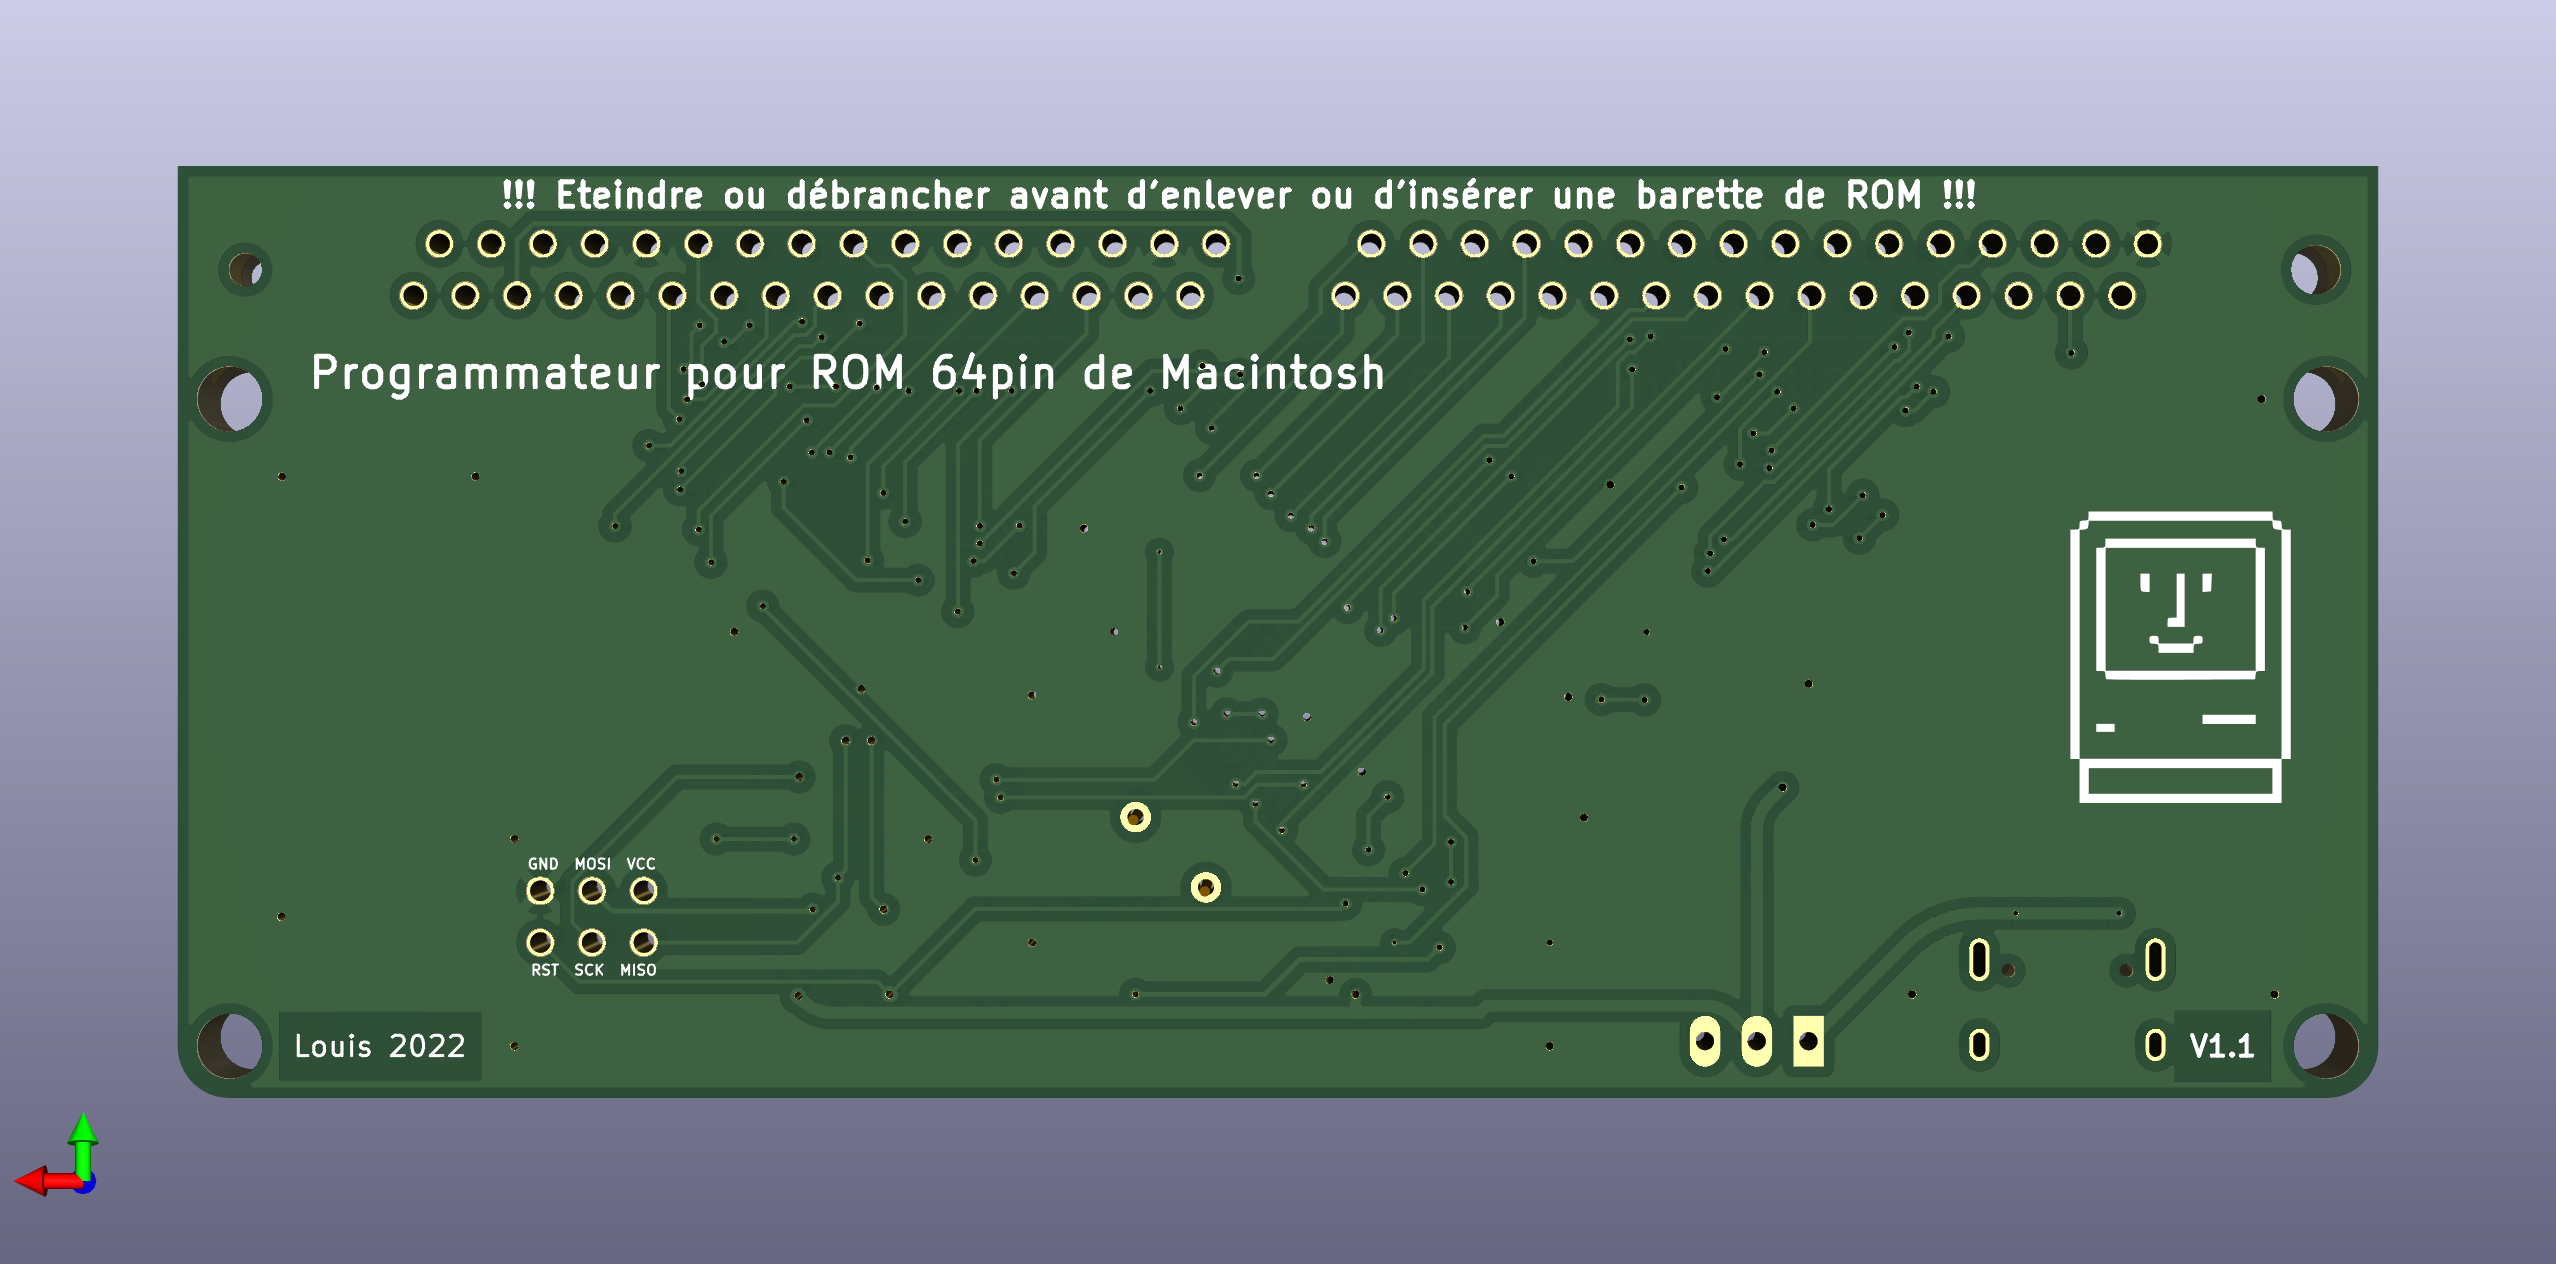 !!! Eteindre ou débrancher avant d'enlever ou d'insérer une barette de ROM !!!
Programmateur pour ROM 64pin de Macintosh
GND MOSI VCC
RST SCK MISO
Louis 2022
V1.1